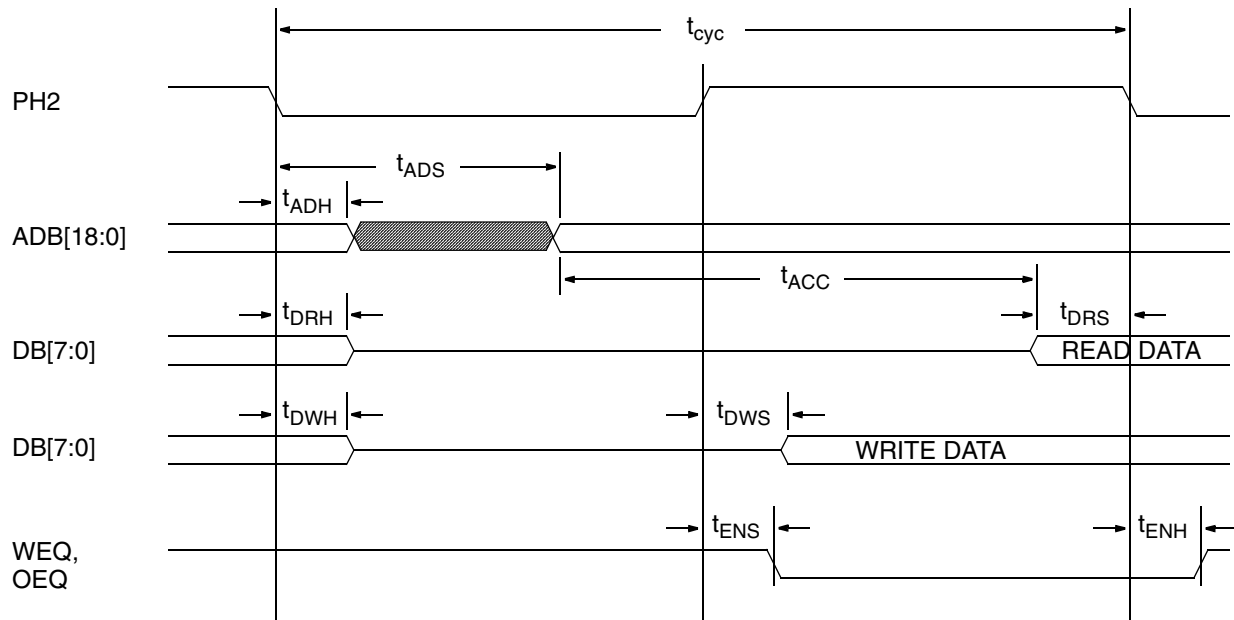 tcyc
PH2
tADS
tADH
ADB[18:0]
tACC
tDRH
tDRS
DB[7:0]
READ DATA
tDWH
tDWS
DB[7:0]
WRITE DATA
tENS
tENH
WEQ,
OEQ